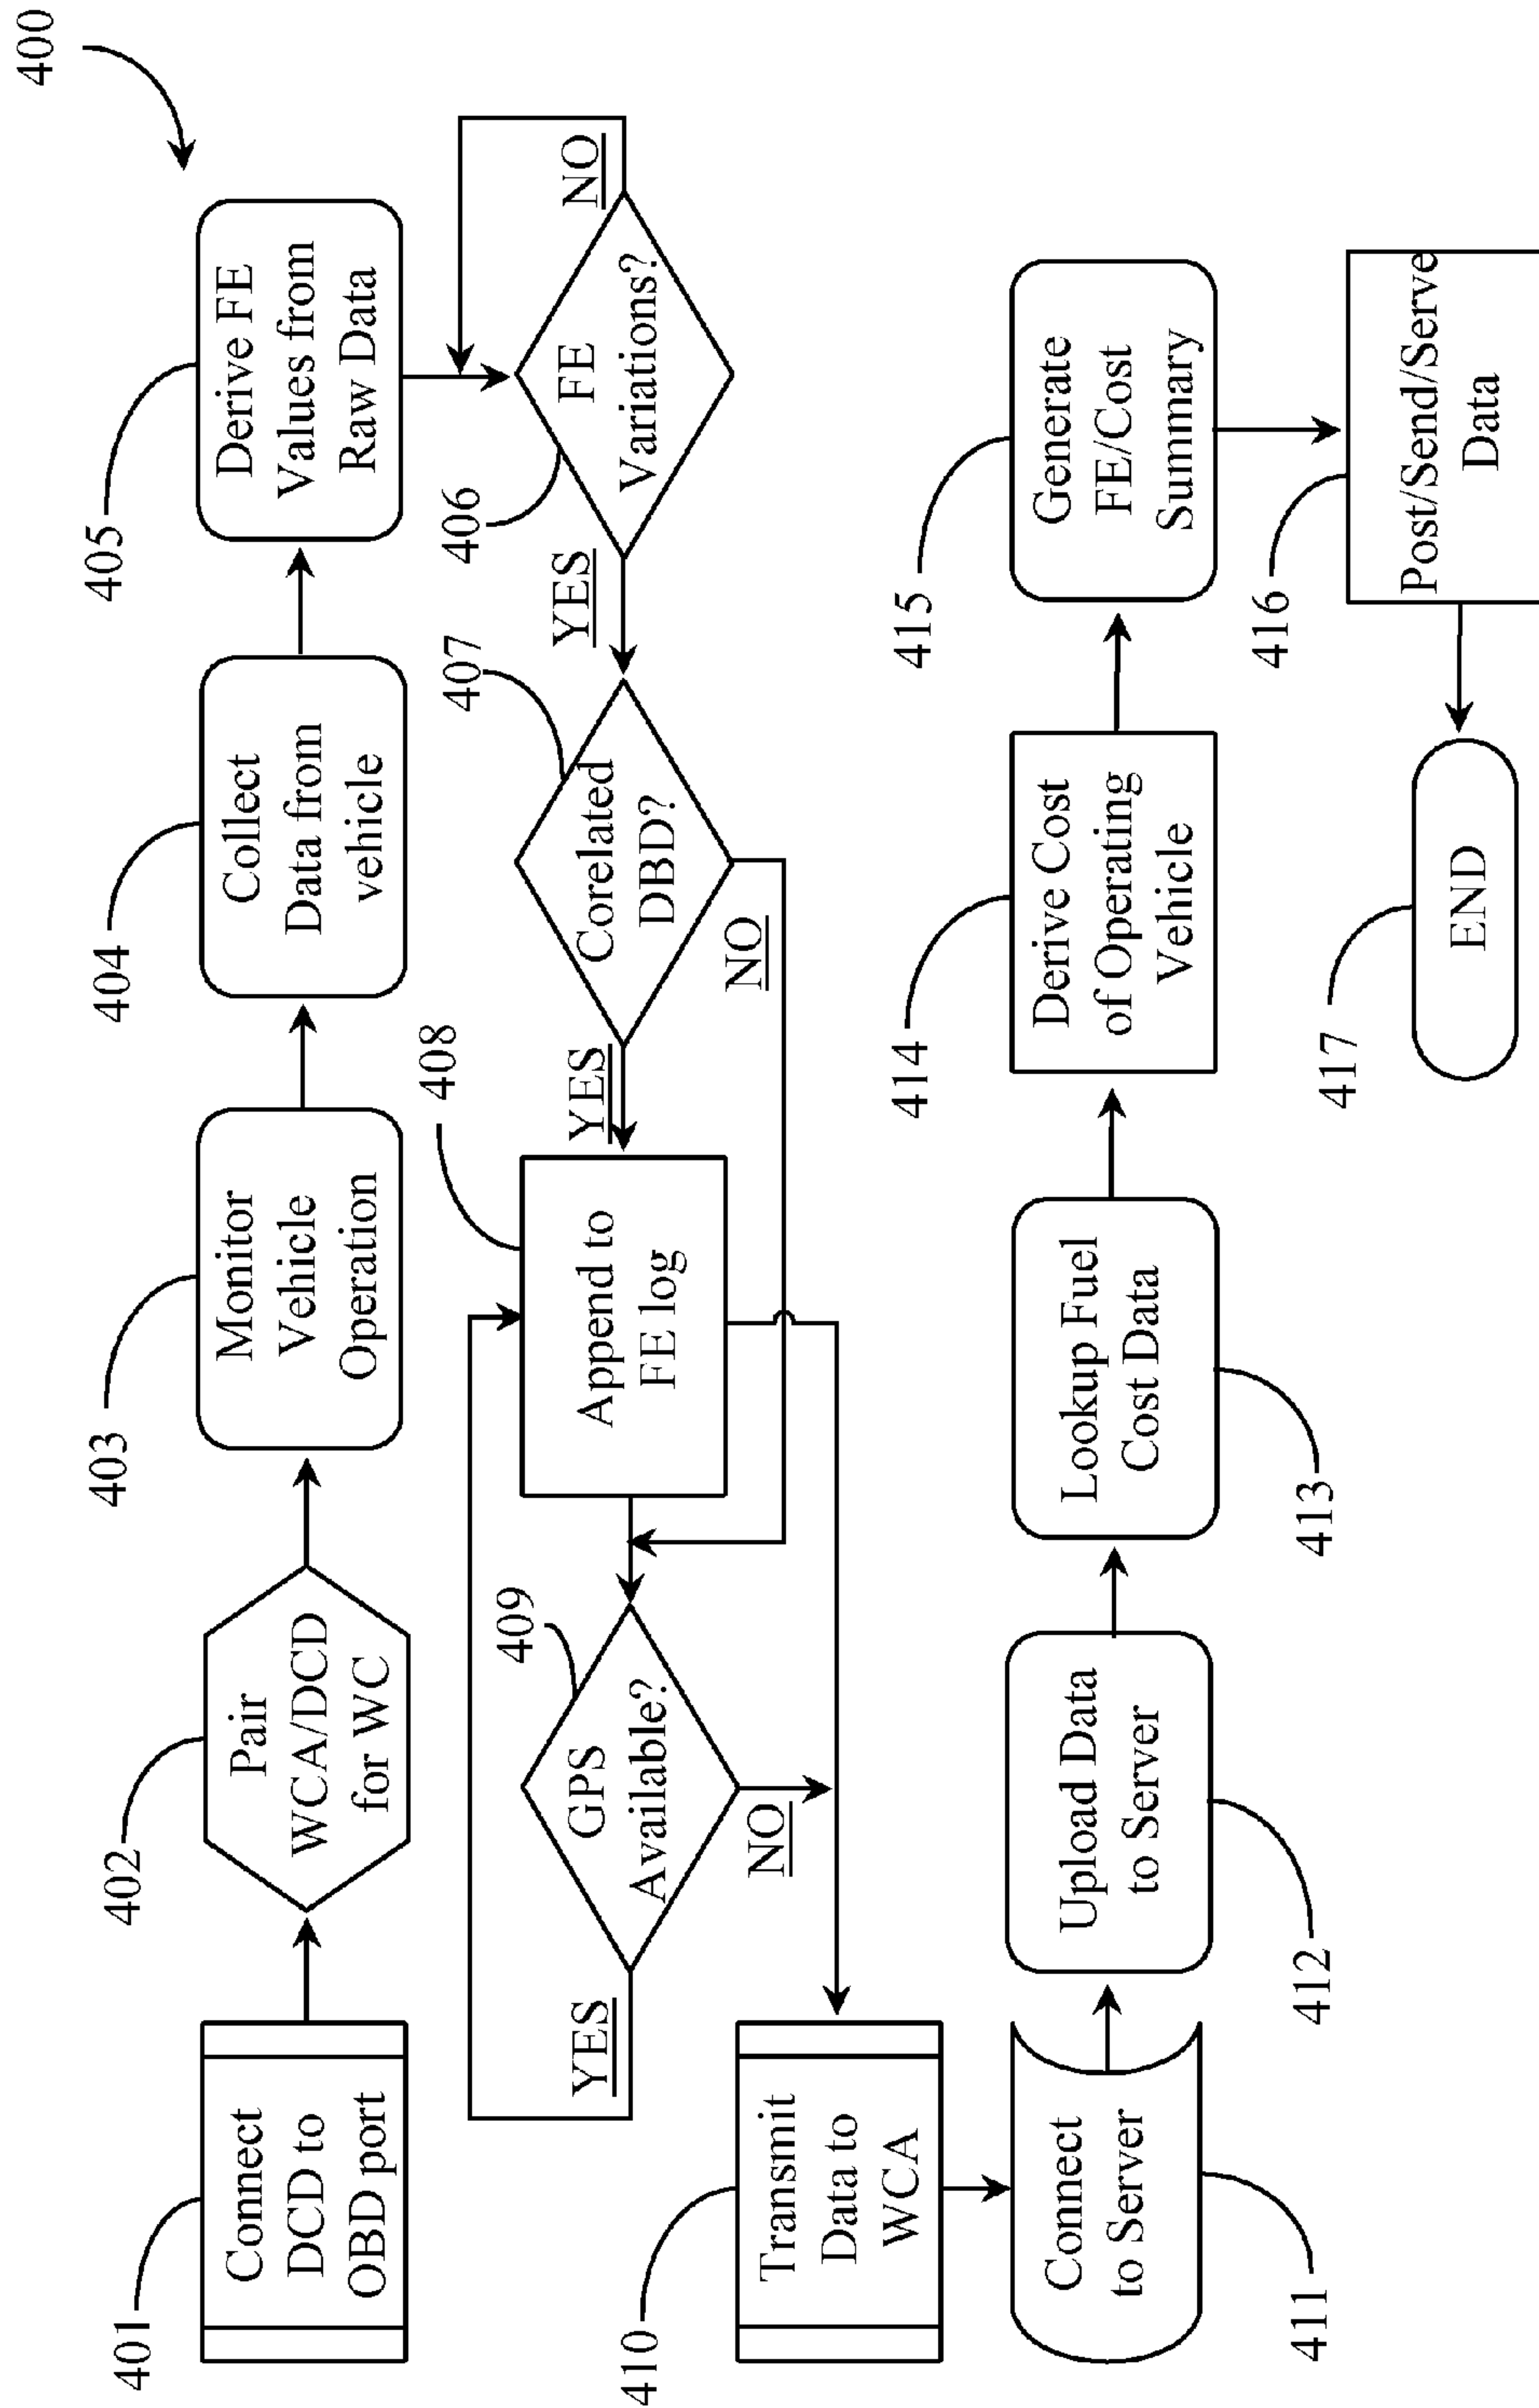 400
401
Connect
DCD to
OBD port
402
Pair
WCA/DCD
for WC
403
Monitor
Vehicle
Operation
404
Collect
Data from
vehicle
405
Derive FE
Values from
Raw Data
406
FE
Variations?
NO
YES
407
Corelated
DBD?
NO
YES
408
Append to
FE log
409
GPS
Available?
NO
YES
410
Transmit
Data to
WCA
411
Connect
to Server
412
Upload Data
to Server
413
Lookup Fuel
Cost Data
414
Derive Cost
of Operating
Vehicle
415
Generate
FE/Cost
Summary
416
Post/Send/Serve
Data
417
END